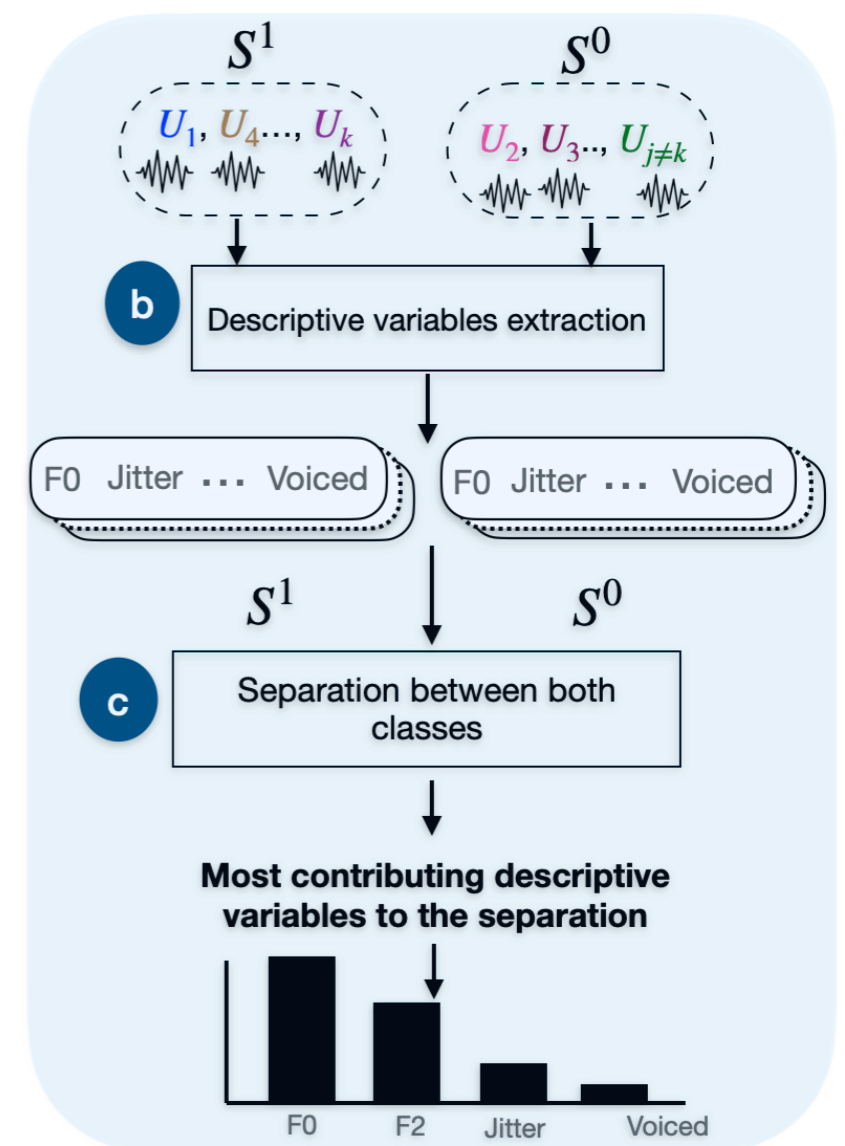 S¹ S⁰
U₁, U₄..., Uₖ
U₂, U₃.., Uⱼ≠ₖ
b
Descriptive variables extraction
F0 Jitter ... Voiced
F0 Jitter ... Voiced
S¹ S⁰
c
Separation between both
classes
Most contributing descriptive
variables to the separation
F0 F2 Jitter Voiced